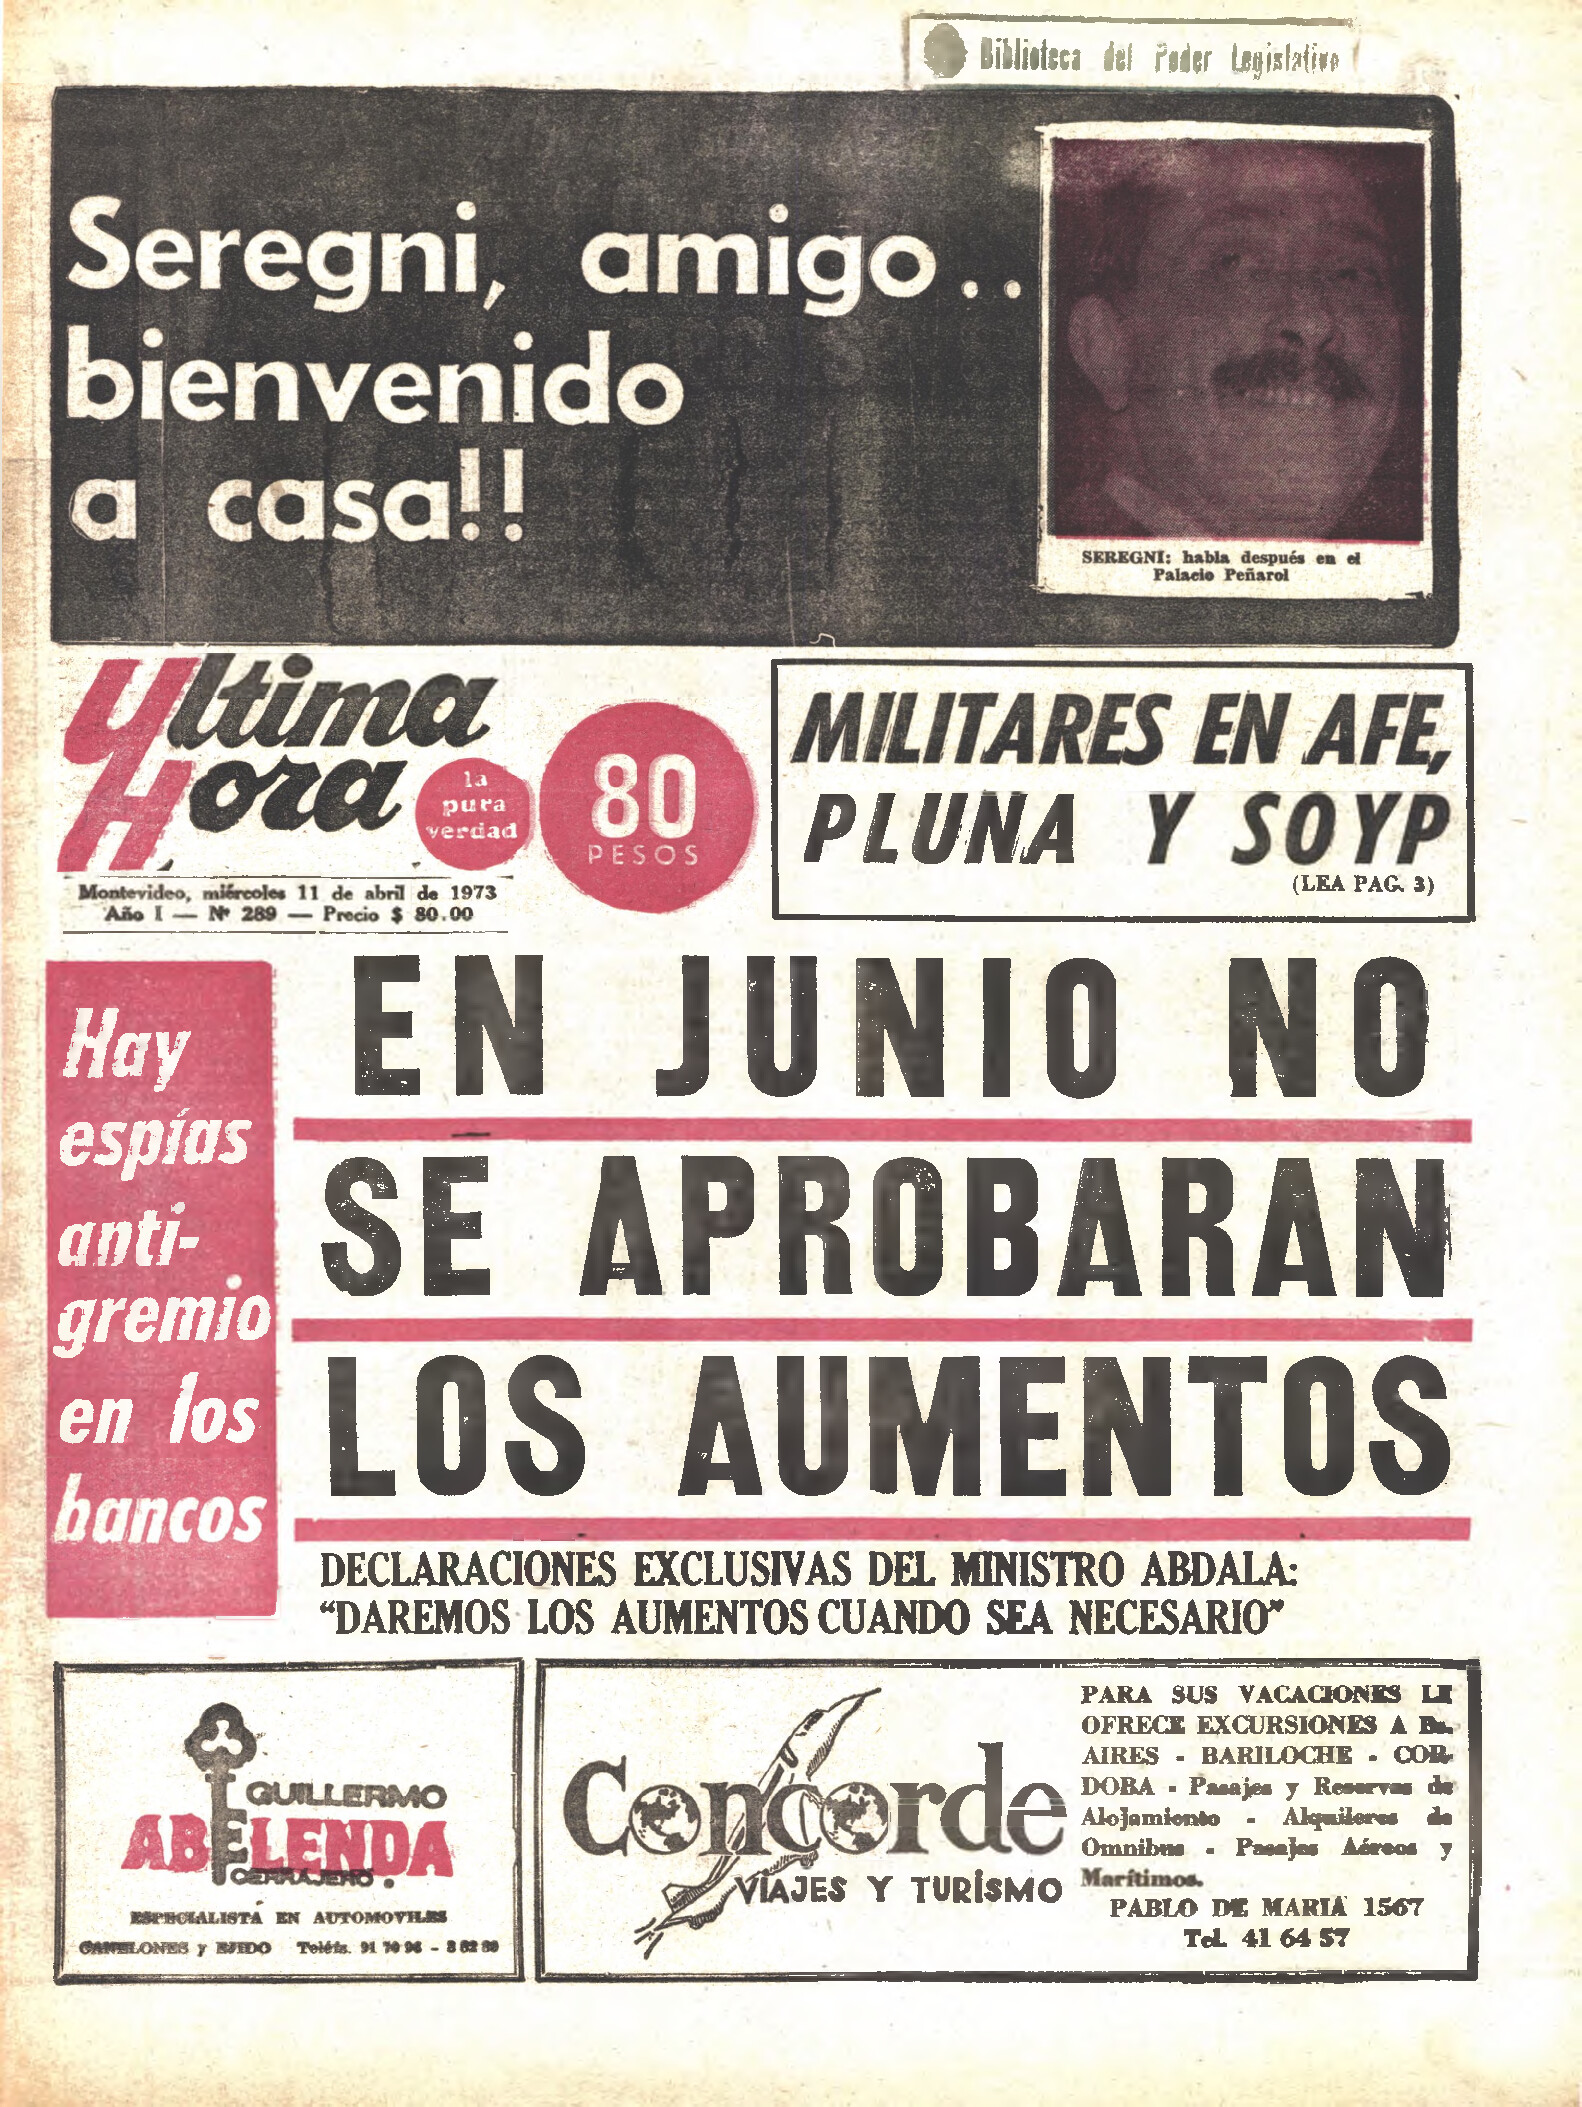 Biblioteca del Poder Legislativo
Seregni, amigo..
bienvenido
a casa!!
SEREGNI: habla después en el
Palacio Peñarol
Ultima
Hora
la
pura
verdad
80
PESOS
Montevideo, miércoles 11 de abril de 1973
Año I — Nº 289 — Precio $ 80.00
MILITARES EN AFE,
PLUNA Y SOYP
(LEA PAG. 3)
Hay
espías
anti-
gremio
en los
bancos
EN JUNIO NO
SE APROBARAN
LOS AUMENTOS
DECLARACIONES EXCLUSIVAS DEL MINISTRO ABDALA:
“DAREMOS LOS AUMENTOS CUANDO SEA NECESARIO”
GUILLERMO
ABELENDA
CERRAJERO.
ESPECIALISTA EN AUTOMOVILES
CANELONES y EJIDO Teléfs. 91 70 96 -
Concorde
VIAJES Y TURISMO
PARA SUS VACACIONES LE
OFRECE EXCURSIONES A Bs.
AIRES - BARILOCHE - COR-
DOBA - Pasajes y Reservas de
Alojamiento - Alquileres de
Omnibus - Pasajes Aéreos y
Marítimos.
PABLO DE MARIA 1567
Tel. 41 64 57